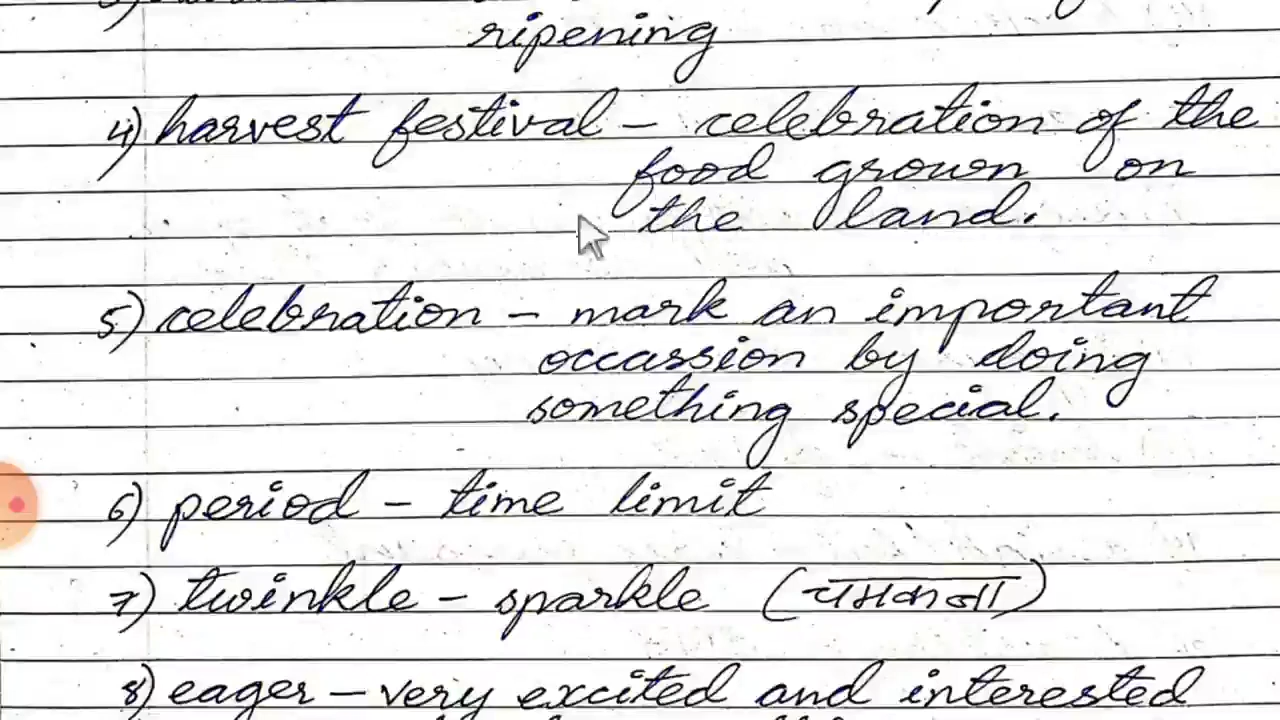 ripening
4) harvest festival - celebration of the
food grown on
the land.
5) celebration - mark an important
occassion by doing
something special.
6) period - time limit
7) twinkle - sparkle (चमकना)
8) eager - very excited and interested